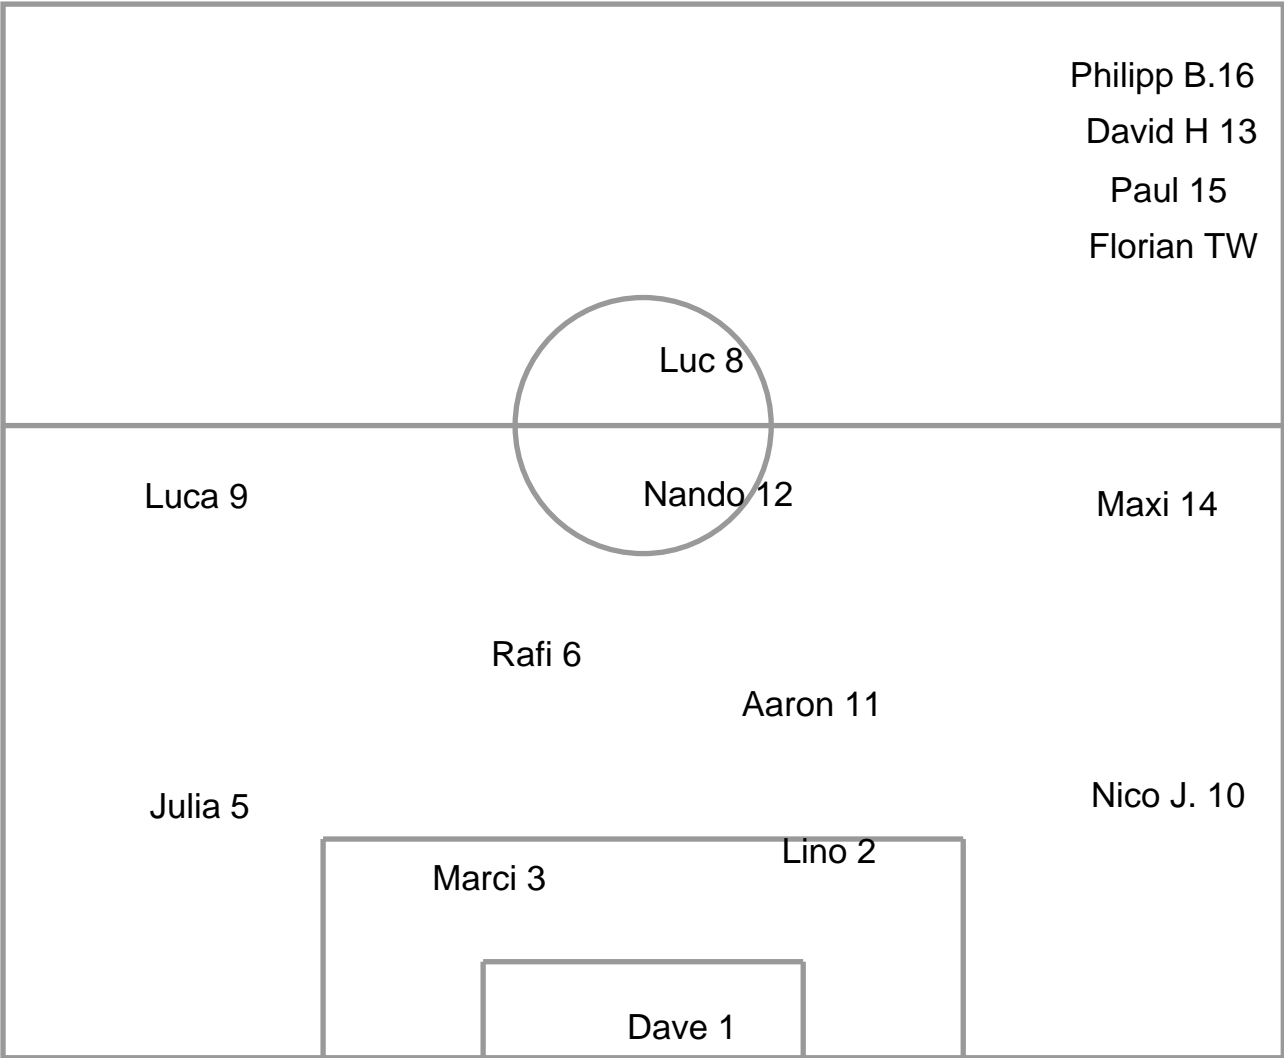 Philipp B.16
David H 13
Paul 15
Florian TW
Luc 8
Luca 9
Nando 12
Maxi 14
Rafi 6
Aaron 11
Julia 5
Nico J. 10
Lino 2
Marci 3
Dave 1